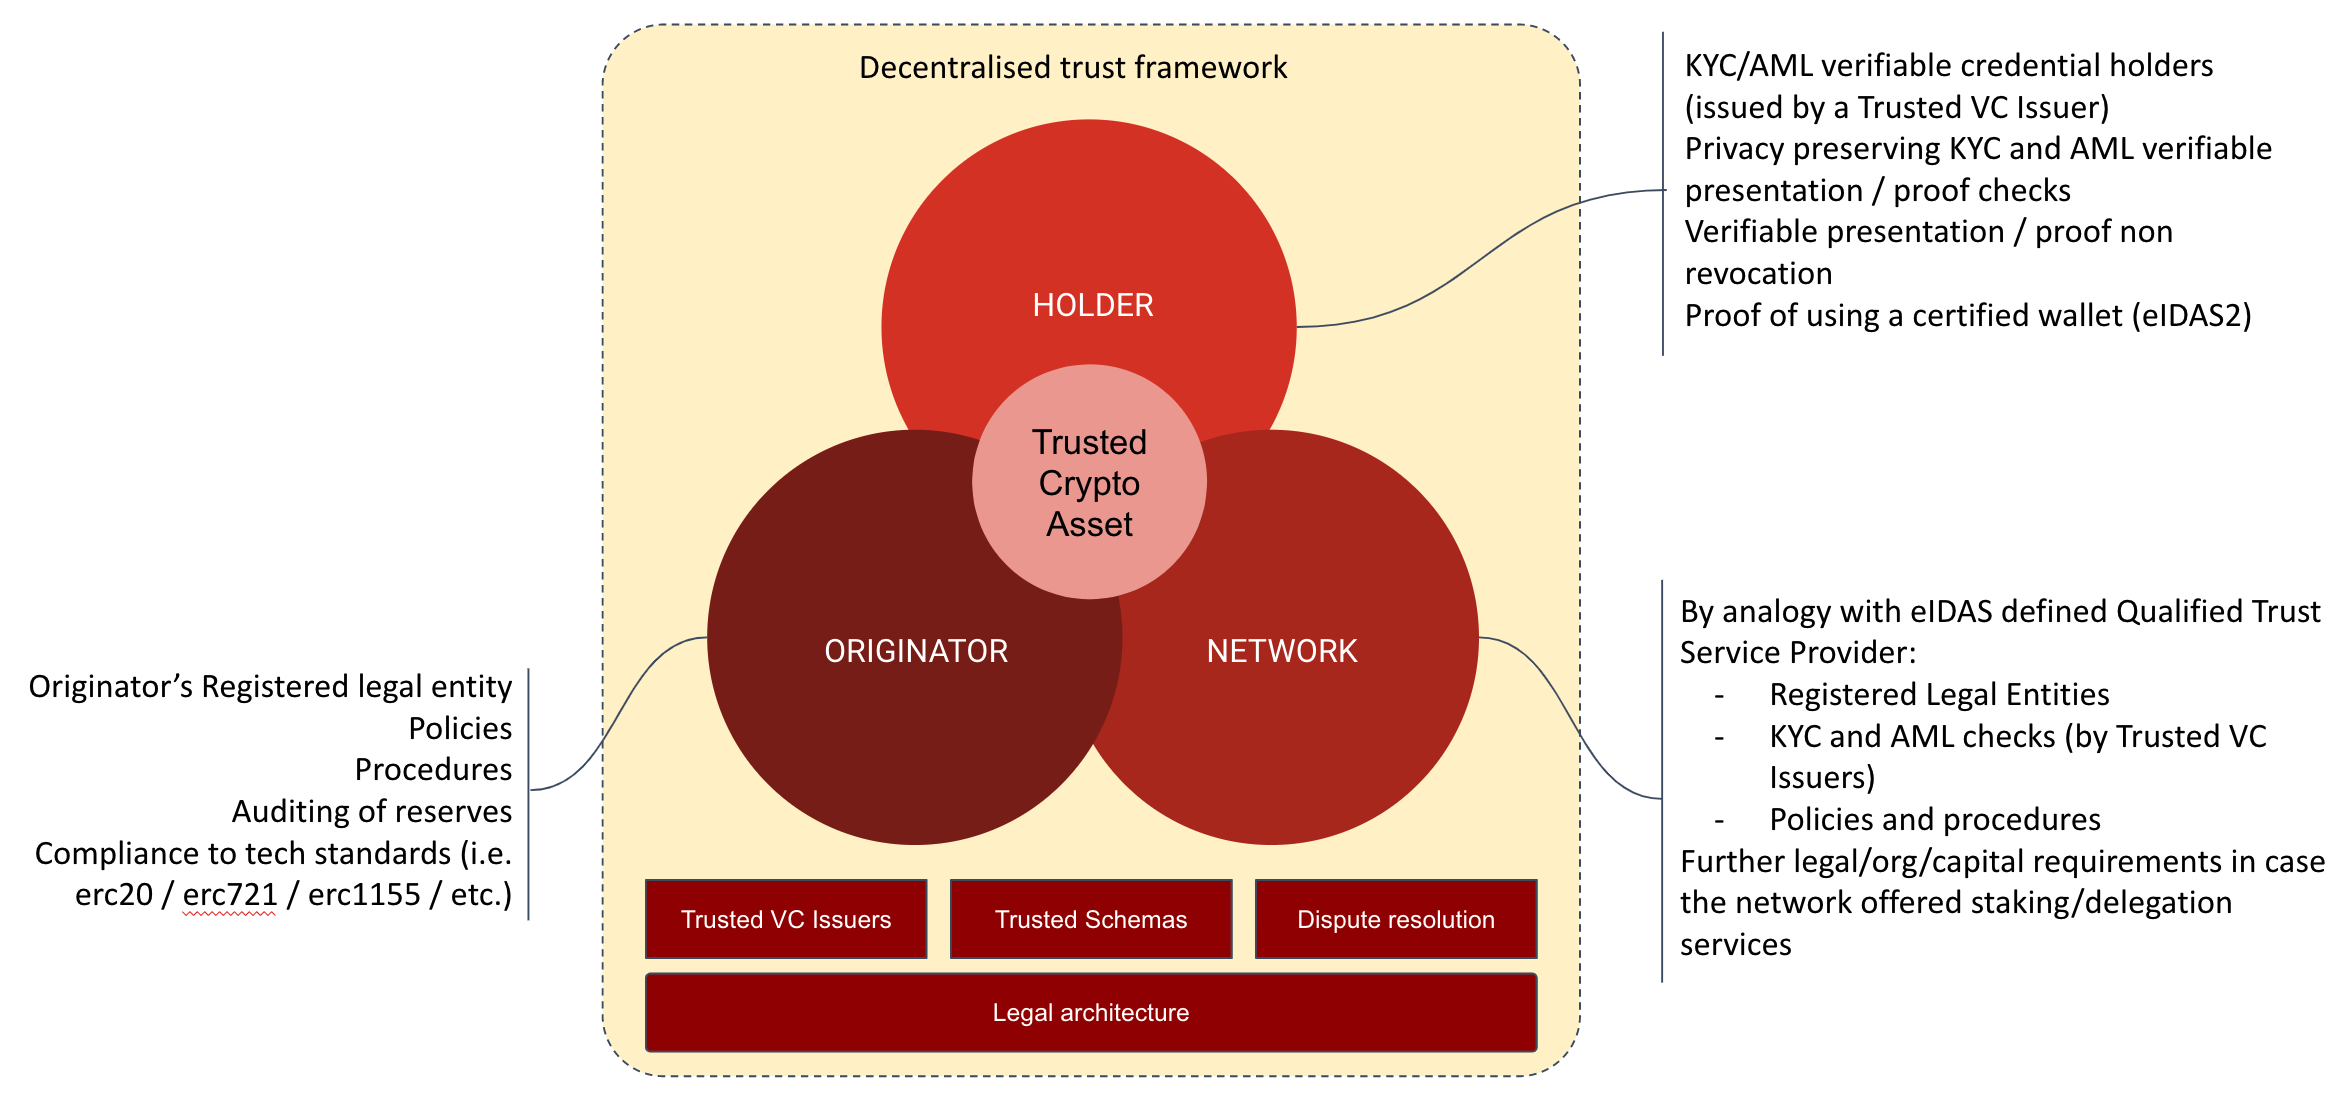 Decentralised trust framework
HOLDER
Trusted
Crypto
Asset
ORIGINATOR
NETWORK
Trusted VC Issuers
Trusted Schemas
Dispute resolution
Legal architecture
KYC/AML verifiable credential holders
(issued by a Trusted VC Issuer)
Privacy preserving KYC and AML verifiable
presentation / proof checks
Verifiable presentation / proof non
revocation
Proof of using a certified wallet (eIDAS2)
Originator’s Registered legal entity
Policies
Procedures
Auditing of reserves
Compliance to tech standards (i.e.
erc20 / erc721 / erc1155 / etc.)
By analogy with eIDAS defined Qualified Trust
Service Provider:
- Registered Legal Entities
- KYC and AML checks (by Trusted VC
Issuers)
- Policies and procedures
Further legal/org/capital requirements in case
the network offered staking/delegation
services